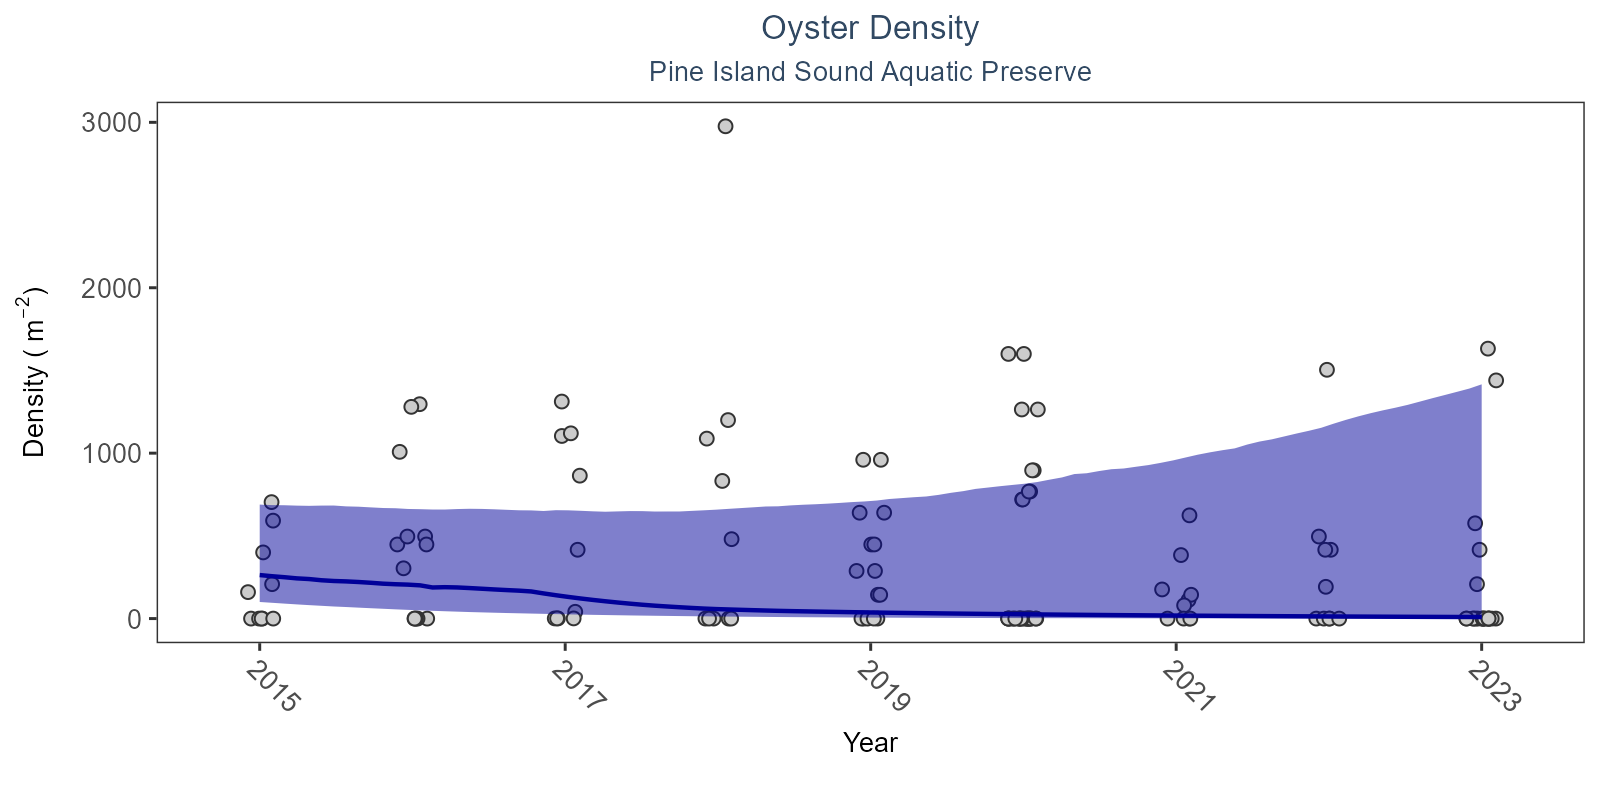 Oyster Density
Pine Island Sound Aquatic Preserve
Density ( m⁻²)
3000
2000
1000
0
2015
2017
2019
2021
2023
Year